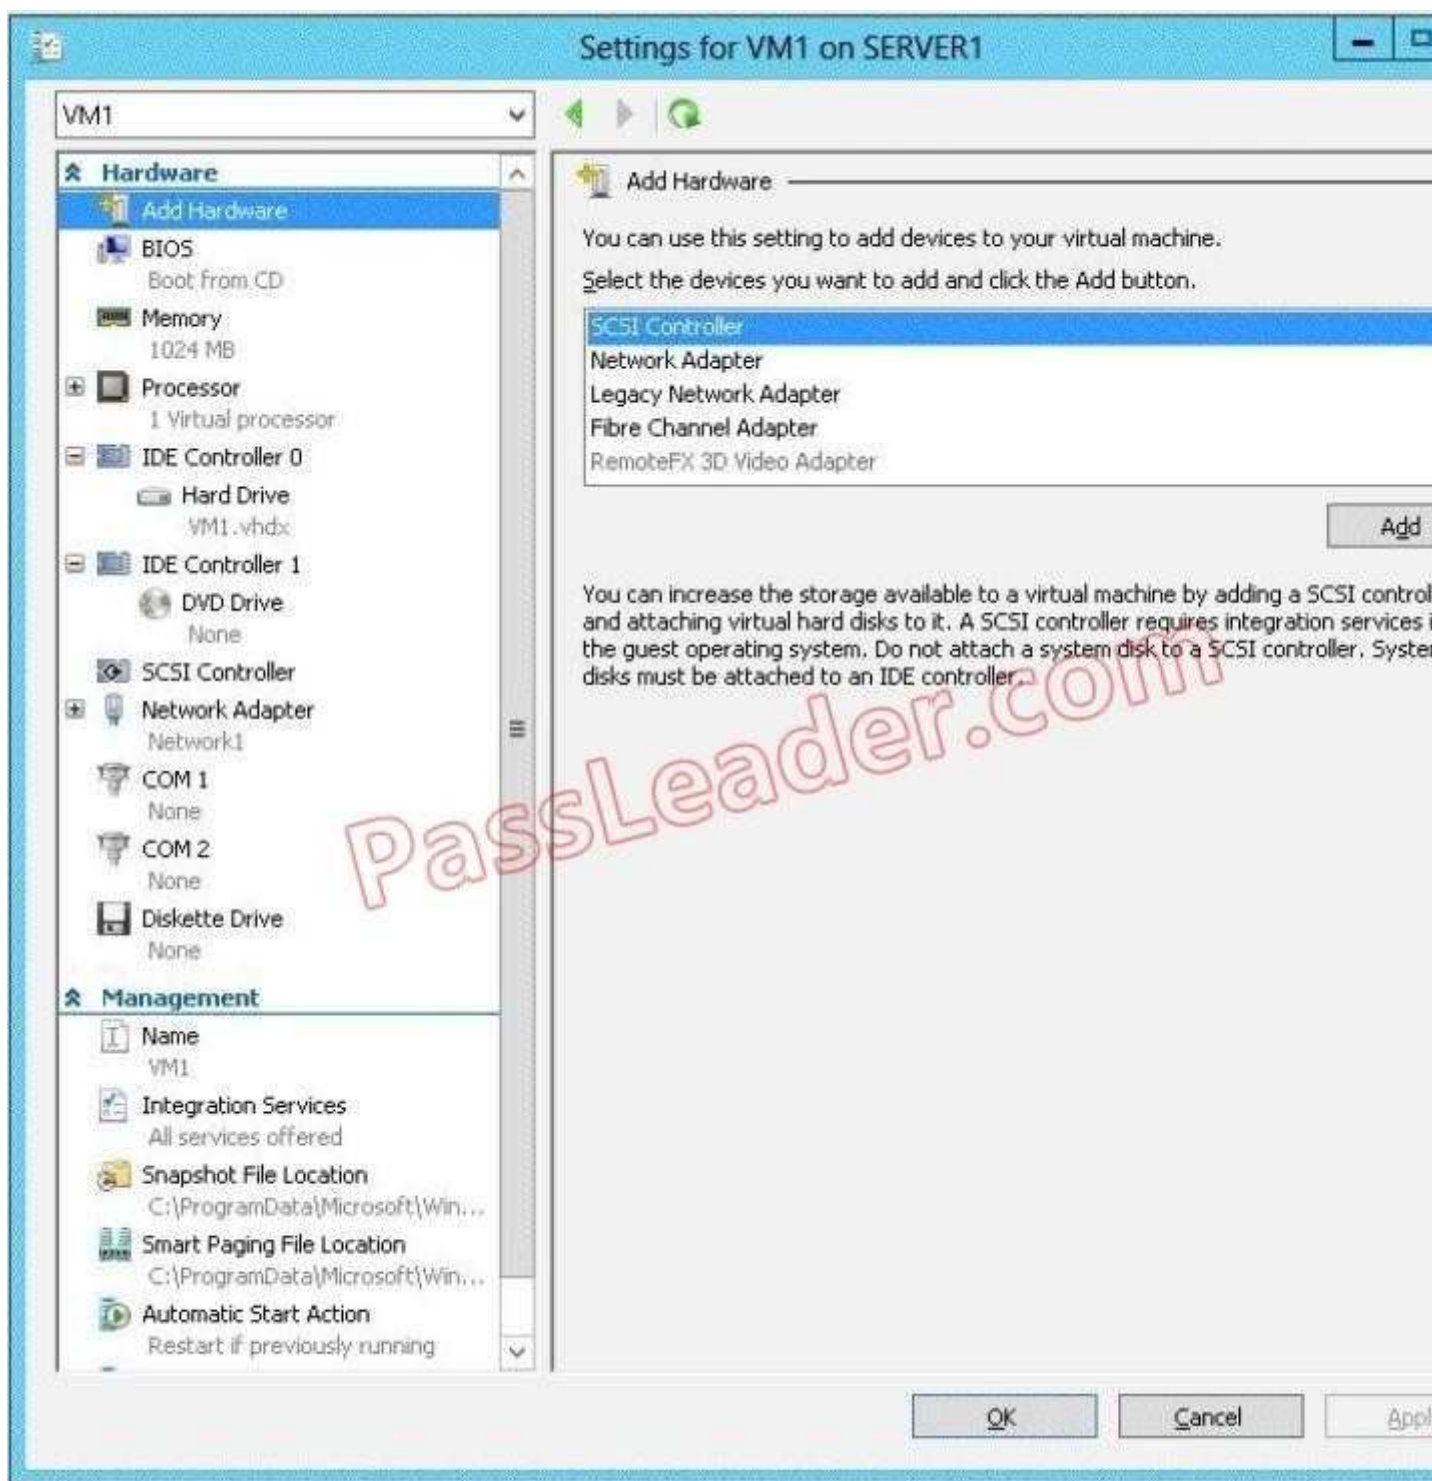 Settings for VM1 on SERVER1
VM1
Hardware
Add Hardware
BIOS
Boot from CD
Memory
1024 MB
Processor
1 Virtual processor
IDE Controller 0
Hard Drive
VM1.vhdx
IDE Controller 1
DVD Drive
None
SCSI Controller
Network Adapter
Network1
COM 1
None
COM 2
None
Diskette Drive
None
Management
Name
VM1
Integration Services
All services offered
Snapshot File Location
C:\ProgramData\Microsoft\Win...
Smart Paging File Location
C:\ProgramData\Microsoft\Win...
Automatic Start Action
Restart if previously running
Add Hardware
You can use this setting to add devices to your virtual machine.
Select the devices you want to add and click the Add button.
SCSI Controller
Network Adapter
Legacy Network Adapter
Fibre Channel Adapter
RemoteFX 3D Video Adapter
Add
You can increase the storage available to a virtual machine by adding a SCSI control
and attaching virtual hard disks to it. A SCSI controller requires integration services i
the guest operating system. Do not attach a system disk to a SCSI controller. Syste
disks must be attached to an IDE controller.
PassLeader.com
OK
Cancel
Appl